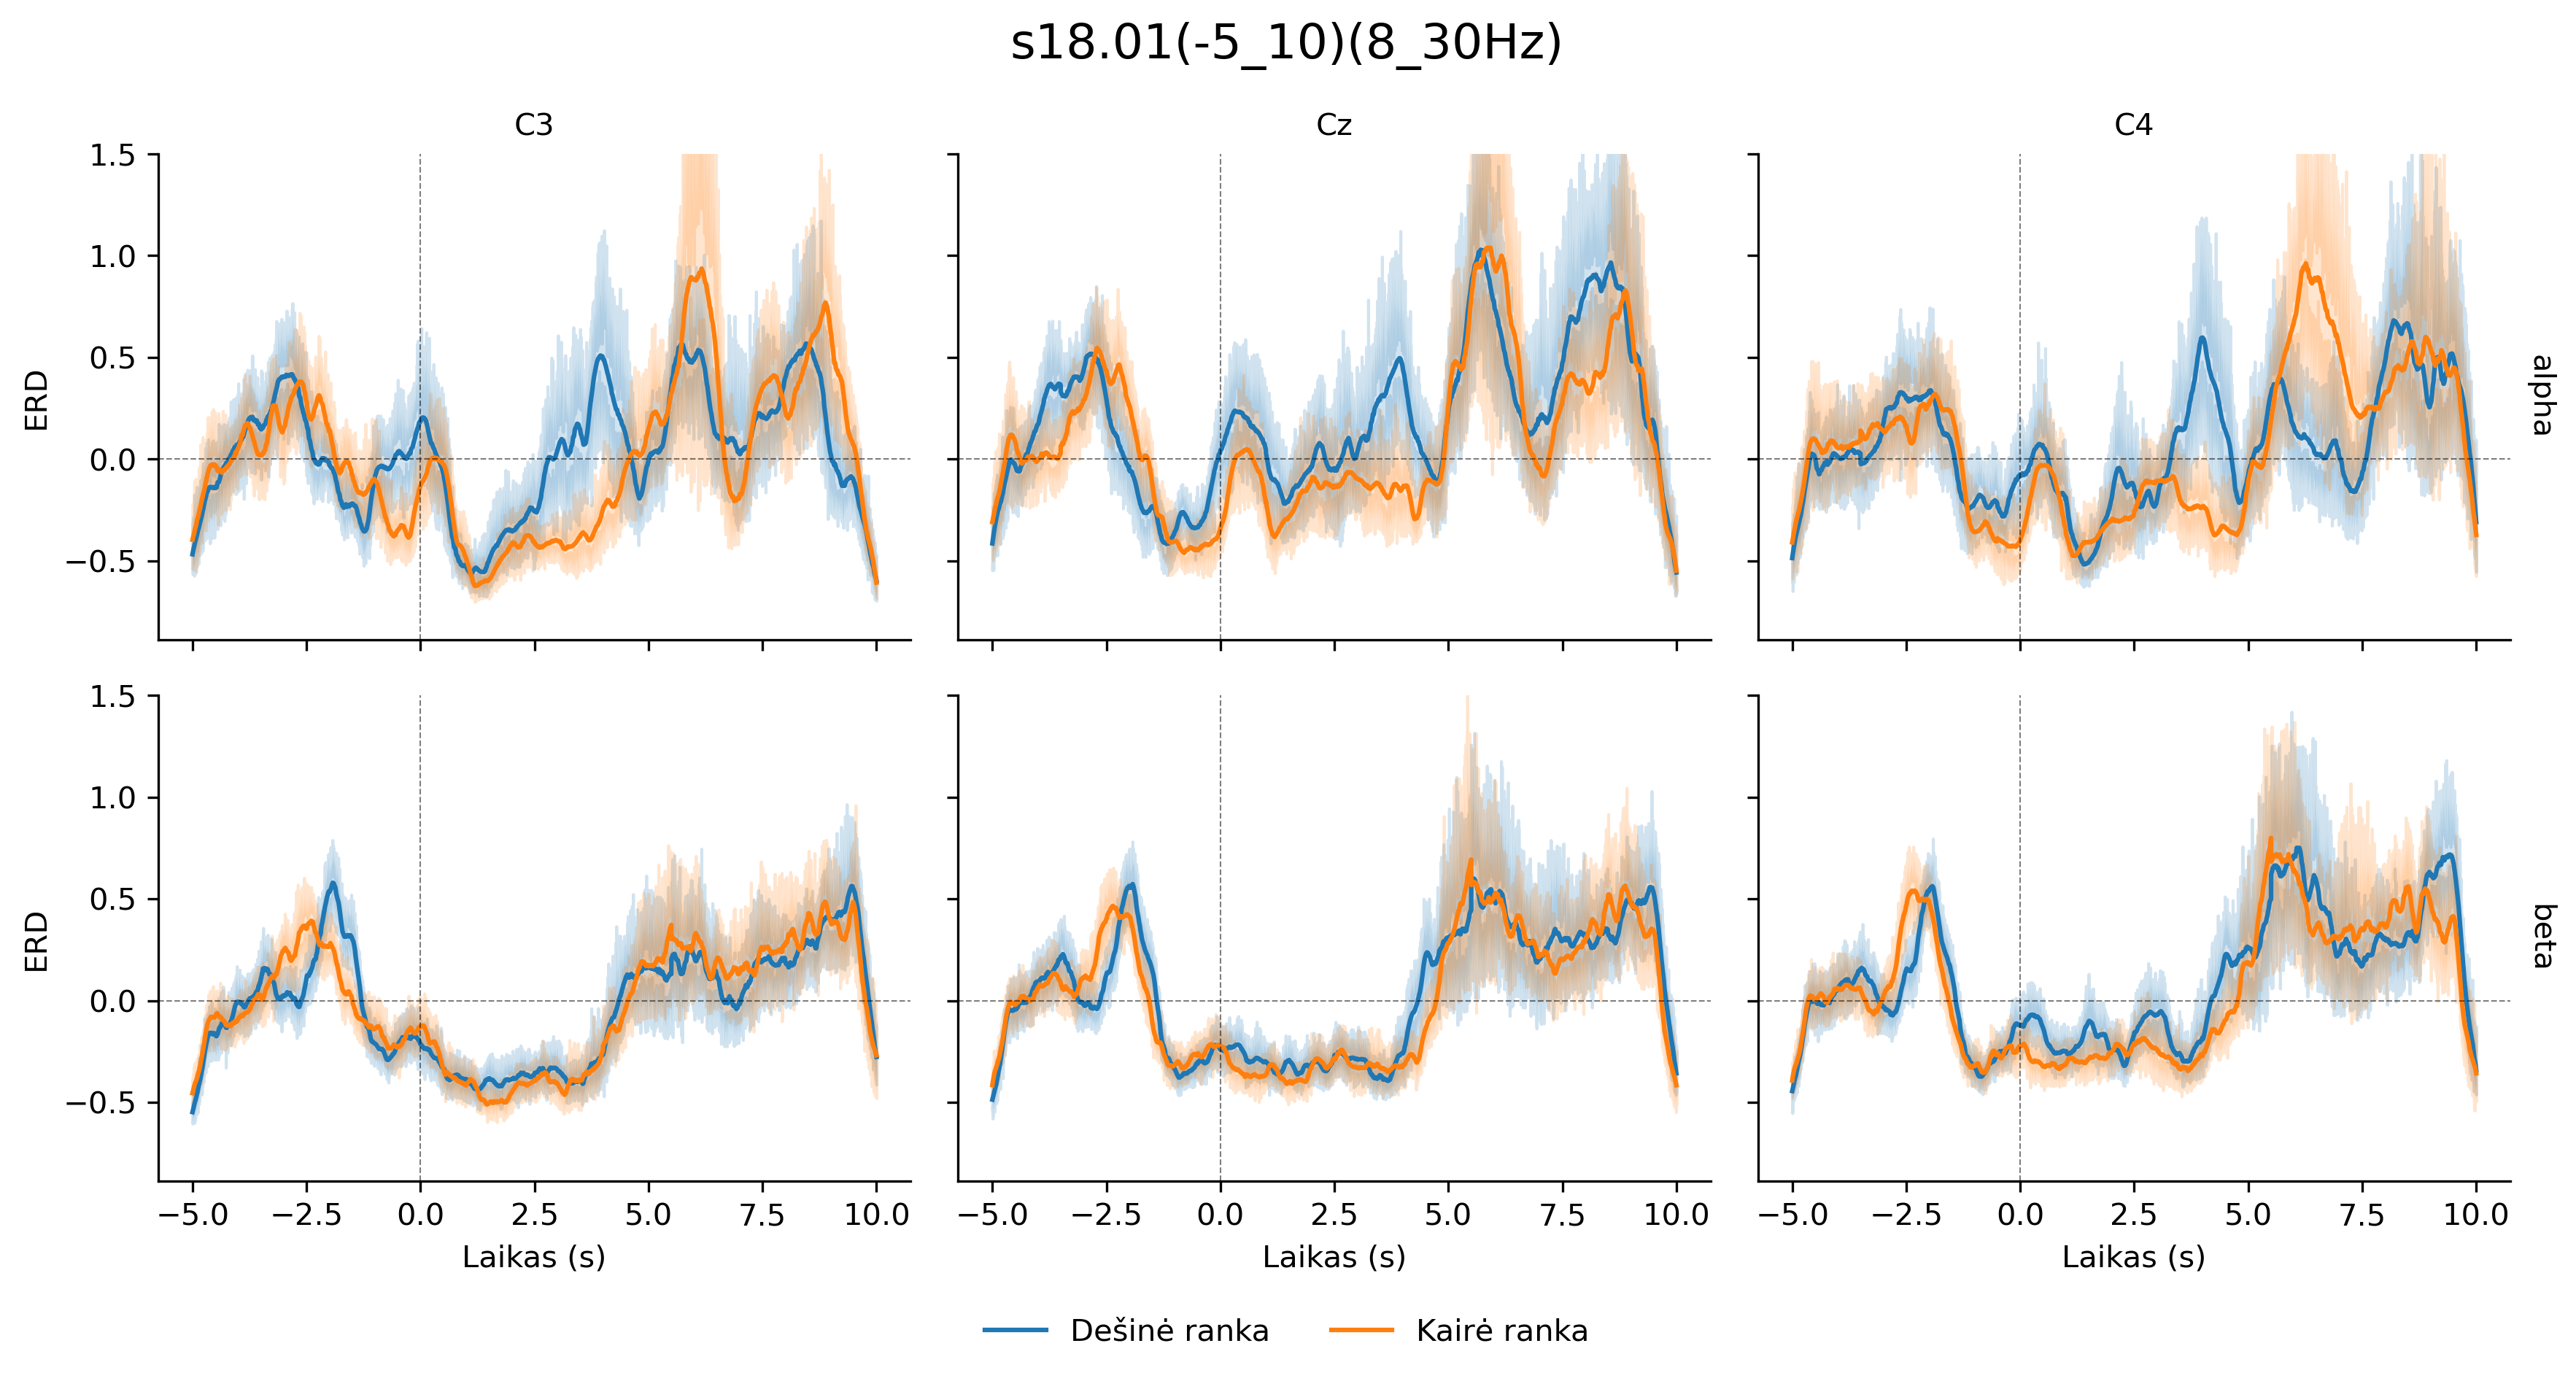 s18.01(-5_10)(8_30Hz)
C3 Cz C4
1.5
1.0
0.5
0.0
−0.5
ERD
alpha
1.5
1.0
0.5
0.0
−0.5
ERD
beta
−5.0 −2.5 0.0 2.5 5.0 7.5 10.0 −5.0 −2.5 0.0 2.5 5.0 7.5 10.0 −5.0 −2.5 0.0 2.5 5.0 7.5 10.0
Laikas (s) Laikas (s) Laikas (s)
Dešinė ranka Kairė ranka